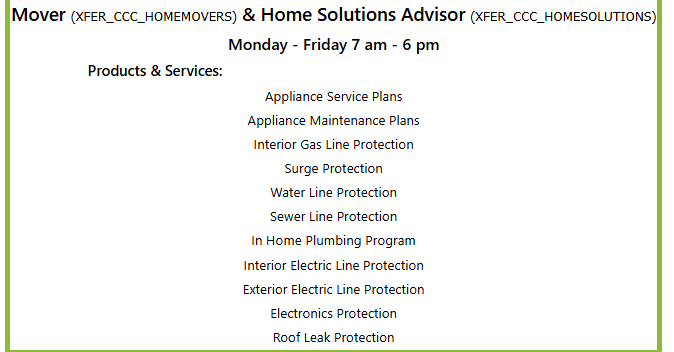 Mover (XFER_CCC_HOMEMOVERS) & Home Solutions Advisor (XFER_CCC_HOMESOLUTIONS)
Monday - Friday 7 am - 6 pm
Products & Services:
Appliance Service Plans
Appliance Maintenance Plans
Interior Gas Line Protection
Surge Protection
Water Line Protection
Sewer Line Protection
In Home Plumbing Program
Interior Electric Line Protection
Exterior Electric Line Protection
Electronics Protection
Roof Leak Protection